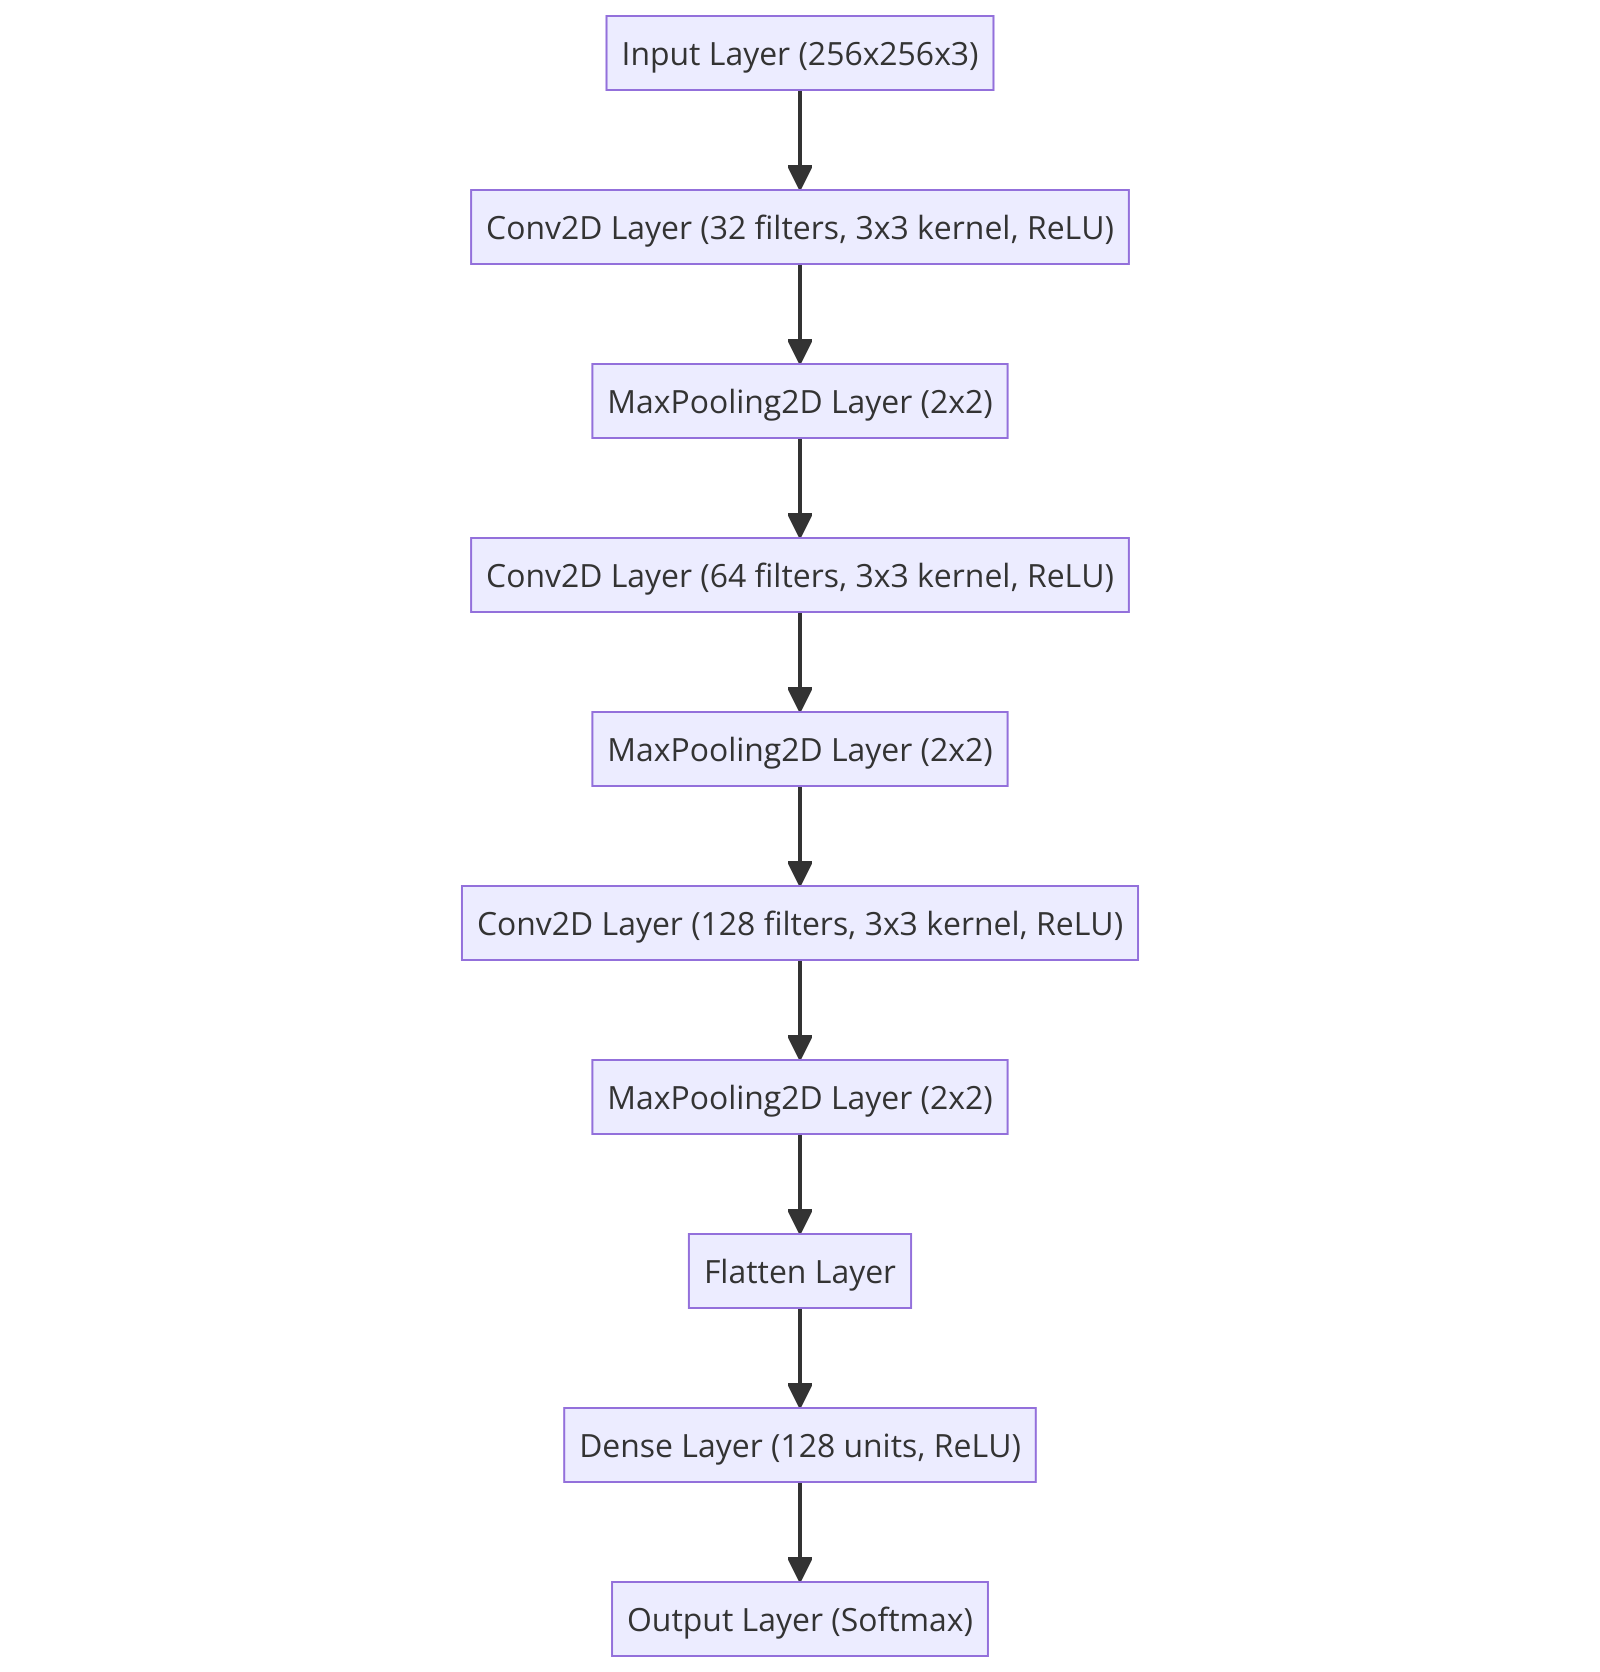 Input Layer (256x256x3)
Conv2D Layer (32 filters, 3x3 kernel, ReLU)
MaxPooling2D Layer (2x2)
Conv2D Layer (64 filters, 3x3 kernel, ReLU)
MaxPooling2D Layer (2x2)
Conv2D Layer (128 filters, 3x3 kernel, ReLU)
MaxPooling2D Layer (2x2)
Flatten Layer
Dense Layer (128 units, ReLU)
Output Layer (Softmax)